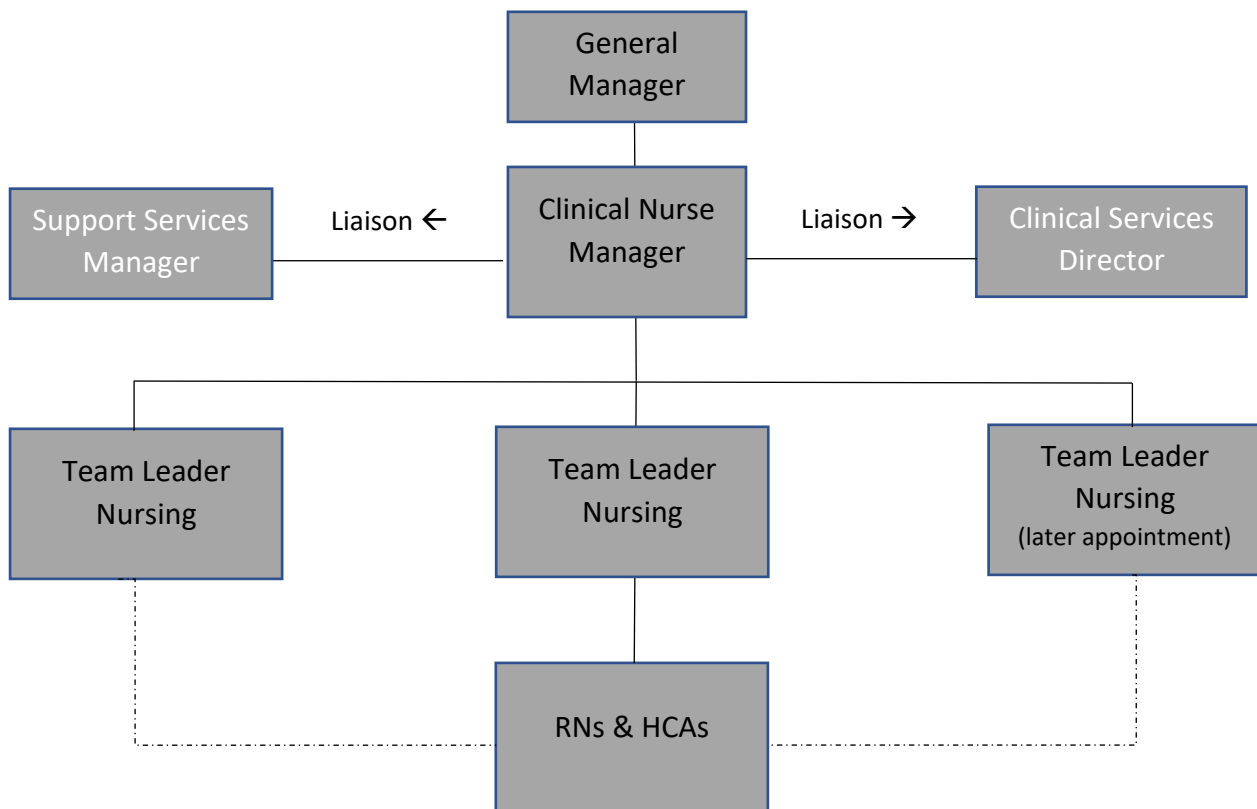 General
Manager
Support Services
Manager
Liaison ←
Clinical Nurse
Manager
Liaison →
Clinical Services
Director
Team Leader
Nursing
Team Leader
Nursing
Team Leader
Nursing
(later appointment)
RNs & HCAs